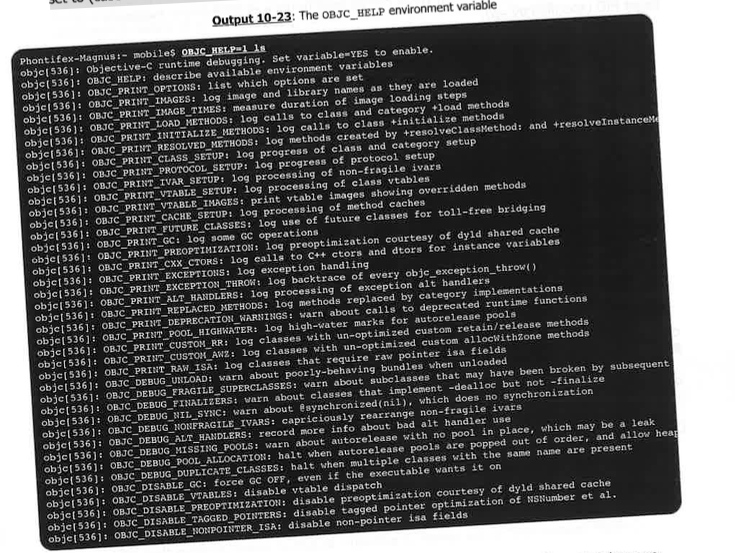 Output 10-23: The OBJC_HELP environment variable
Phontifex-Magnus:~ mobile$ OBJC_HELP=1 ls
objc[536]: Objective-C runtime debugging. Set variable=YES to enable.
objc[536]: OBJC_HELP: describe available environment variables
objc[536]: OBJC_PRINT_OPTIONS: list which options are set
objc[536]: OBJC_PRINT_IMAGES: log image and library names as they are loaded
objc[536]: OBJC_PRINT_IMAGE_TIMES: measure duration of image loading steps
objc[536]: OBJC_PRINT_LOAD_METHODS: log calls to class and category +load methods
objc[536]: OBJC_PRINT_INITIALIZE_METHODS: log calls to class +initialize methods
objc[536]: OBJC_PRINT_RESOLVED_METHODS: log methods created by +resolveClassMethod: and +resolveInstanceMe
objc[536]: OBJC_PRINT_CLASS_SETUP: log progress of class and category setup
objc[536]: OBJC_PRINT_PROTOCOL_SETUP: log progress of protocol setup
objc[536]: OBJC_PRINT_IVAR_SETUP: log processing of non-fragile ivars
objc[536]: OBJC_PRINT_VTABLE_SETUP: log processing of class vtables
objc[536]: OBJC_PRINT_VTABLE_IMAGES: print vtable images showing overridden methods
objc[536]: OBJC_PRINT_CACHE_SETUP: log processing of method caches
objc[536]: OBJC_PRINT_FUTURE_CLASSES: log use of future classes for toll-free bridging
objc[536]: OBJC_PRINT_GC: log some GC operations
objc[536]: OBJC_PRINT_PREOPTIMIZATION: log preoptimization courtesy of dyld shared cache
objc[536]: OBJC_PRINT_CXX_CTORS: log calls to C++ ctors and dtors for instance variables
objc[536]: OBJC_PRINT_EXCEPTIONS: log exception handling
objc[536]: OBJC_PRINT_EXCEPTION_THROW: log backtrace of every objc_exception_throw()
objc[536]: OBJC_PRINT_ALT_HANDLERS: log processing of exception alt handlers
objc[536]: OBJC_PRINT_REPLACED_METHODS: log methods replaced by category implementations
objc[536]: OBJC_PRINT_DEPRECATION_WARNINGS: warn about calls to deprecated runtime functions
objc[536]: OBJC_PRINT_POOL_HIGHWATER: log high-water marks for autorelease pools
objc[536]: OBJC_PRINT_CUSTOM_RR: log classes with un-optimized custom retain/release methods
objc[536]: OBJC_PRINT_CUSTOM_AWZ: log classes with un-optimized custom allocWithZone methods
objc[536]: OBJC_PRINT_RAW_ISA: log classes that require raw pointer isa fields
objc[536]: OBJC_DEBUG_UNLOAD: warn about poorly-behaving bundles when unloaded
objc[536]: OBJC_DEBUG_FRAGILE_SUPERCLASSES: warn about subclasses that may have been broken by subsequent
objc[536]: OBJC_DEBUG_FINALIZERS: warn about classes that implement -dealloc but not -finalize
objc[536]: OBJC_DEBUG_NIL_SYNC: warn about @synchronized(nil), which does no synchronization
objc[536]: OBJC_DEBUG_NONFRAGILE_IVARS: capriciously rearrange non-fragile ivars
objc[536]: OBJC_DEBUG_ALT_HANDLERS: record more info about bad alt handler use
objc[536]: OBJC_DEBUG_MISSING_POOLS: warn about autorelease with no pool in place, which may be a leak
objc[536]: OBJC_DEBUG_POOL_ALLOCATION: halt when autorelease pools are popped out of order, and allow heap
objc[536]: OBJC_DEBUG_DUPLICATE_CLASSES: halt when multiple classes with the same name are present
objc[536]: OBJC_DISABLE_GC: force GC OFF, even if the executable wants it on
objc[536]: OBJC_DISABLE_VTABLES: disable vtable dispatch
objc[536]: OBJC_DISABLE_PREOPTIMIZATION: disable preoptimization courtesy of dyld shared cache
objc[536]: OBJC_DISABLE_TAGGED_POINTERS: disable tagged pointer optimization of NSNumber et al.
objc[536]: OBJC_DISABLE_NONPOINTER_ISA: disable non-pointer isa fields